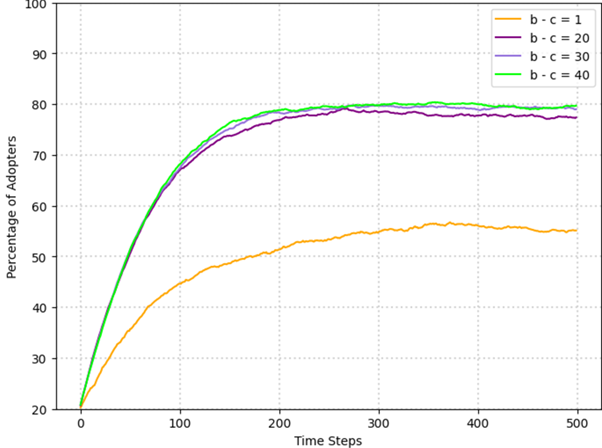 100
90
80
70
60
50
40
30
20
Percentage of Adopters
b - c = 1
b - c = 20
b - c = 30
b - c = 40
0 100 200 300 400 500
Time Steps